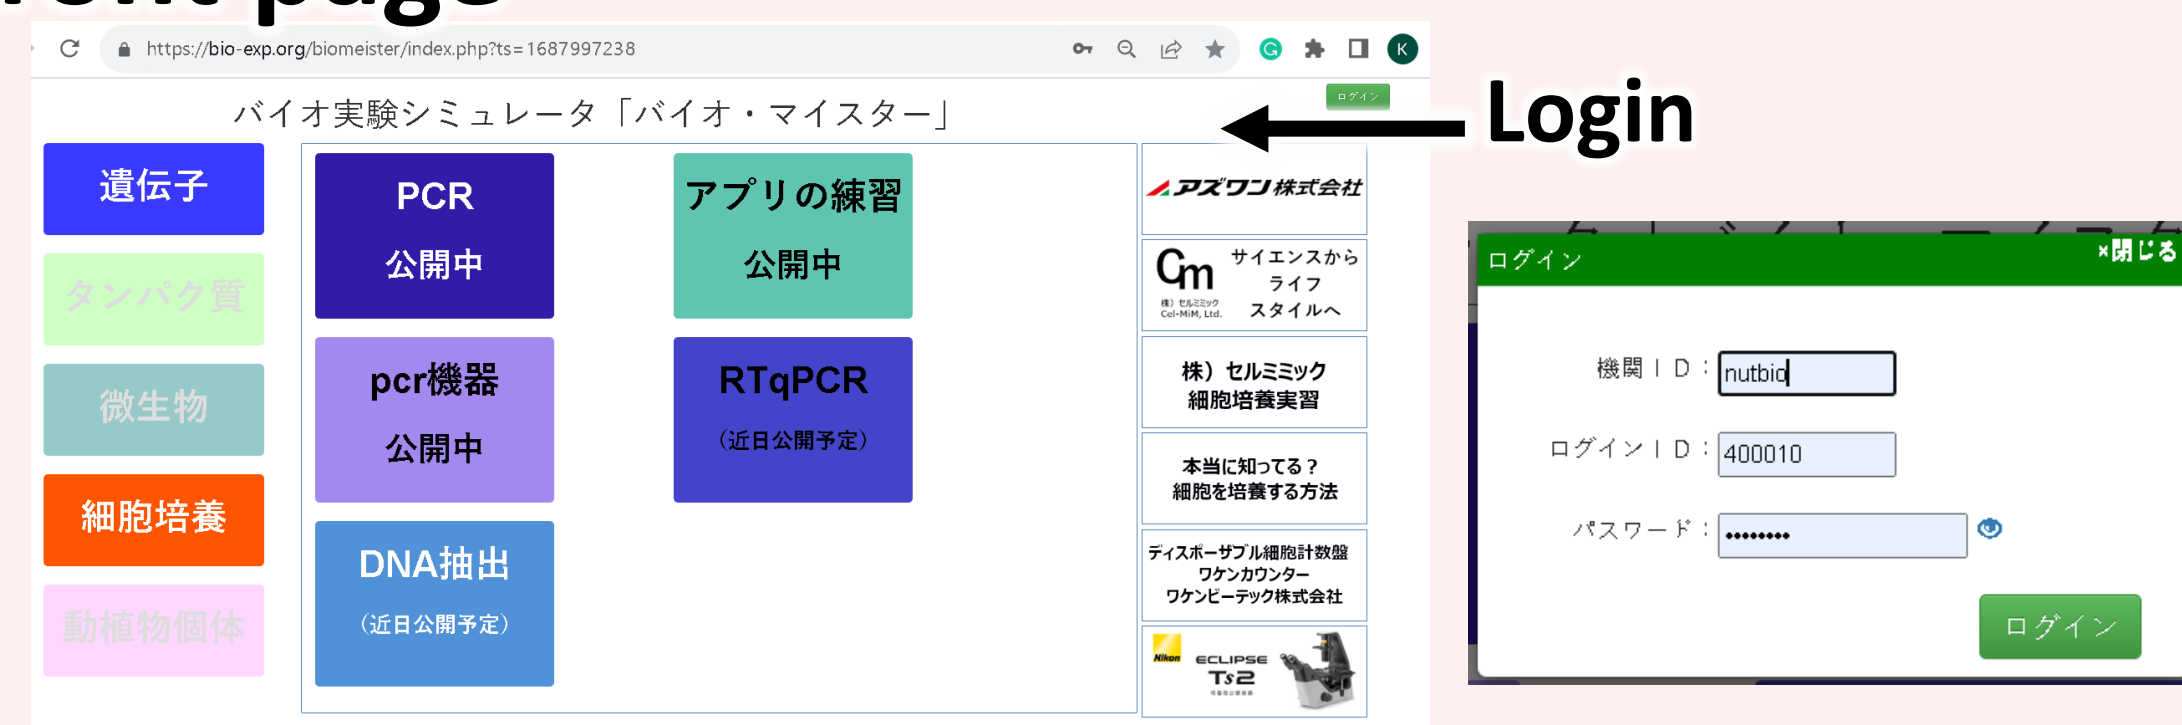 page
https://bio-exp.org/biomeister/index.php?ts=1687997238
K
ログイン
バイオ実験シミュレータ「バイオ・マイスター」
Login
遺伝子
タンパク質
微生物
細胞培養
動植物個体
PCR
公開中
アプリの練習
公開中
pcr機器
公開中
RTqPCR
（近日公開予定）
DNA抽出
（近日公開予定）
アズワン株式会社
Cm
株）セルミミック
Cel-MiM, Ltd.
サイエンスから
ライフ
スタイルへ
株）セルミミック
細胞培養実習
本当に知ってる？
細胞を培養する方法
ディスポーザブル細胞計数盤
ワケンカウンター
ワケンビーテック株式会社
Nikon
ECLIPSE
Ts2
ログイン
×閉じる
機関ＩＤ：
nutbio
ログインＩＤ：
400010
パスワード：
••••••••
ログイン